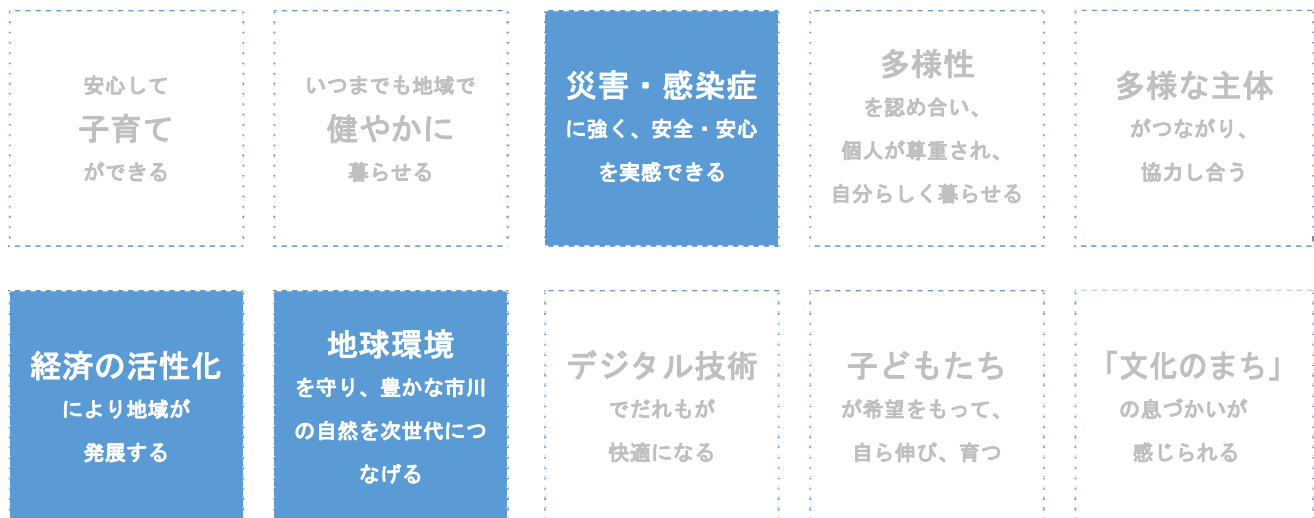 安心して
子育て
ができる
いつまでも地域で
健やかに
暮らせる
災害・感染症
に強く、安全・安心
を実感できる
多様性
を認め合い、
個人が尊重され、
自分らしく暮らせる
多様な主体
がつながり、
協力し合う
経済の活性化
により地域が
発展する
地球環境
を守り、豊かな市川
の自然を次世代につ
なげる
デジタル技術
でだれもが
快適になる
子どもたち
が希望をもって、
自ら伸び、育つ
「文化のまち」
の息づかいが
感じられる